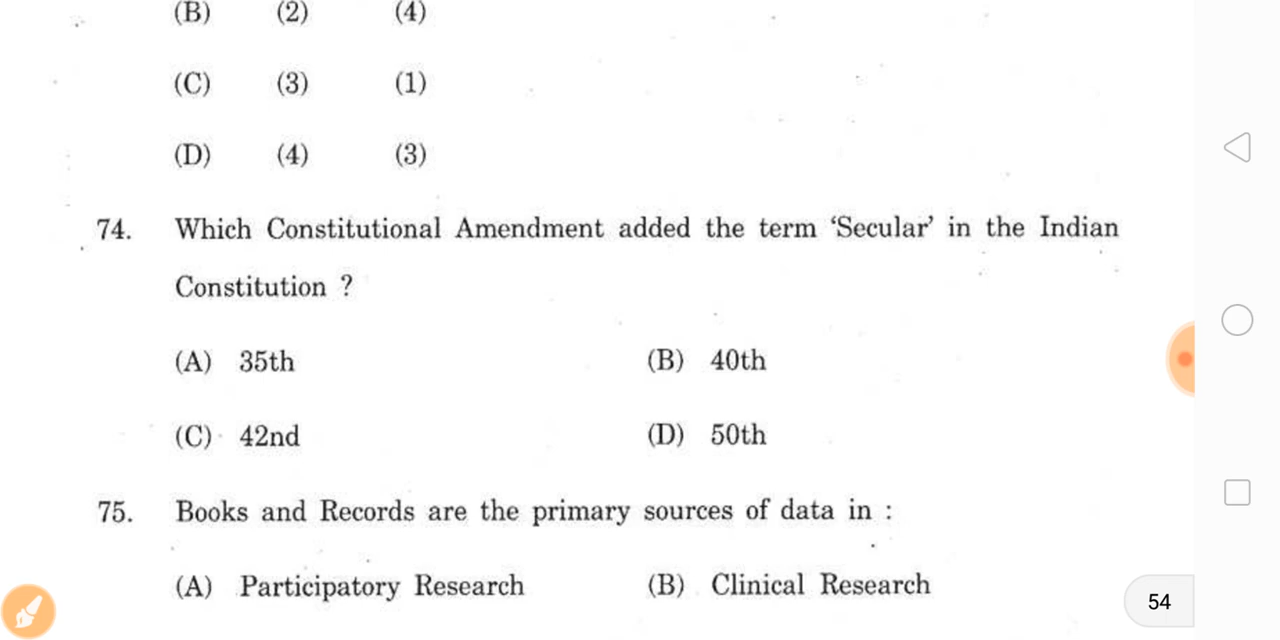 (B) (2) (4)
(C) (3) (1)
(D) (4) (3)
74. Which Constitutional Amendment added the term ‘Secular’ in the Indian
Constitution ?
(A) 35th (B) 40th
(C) 42nd (D) 50th
75. Books and Records are the primary sources of data in :
(A) Participatory Research (B) Clinical Research
54